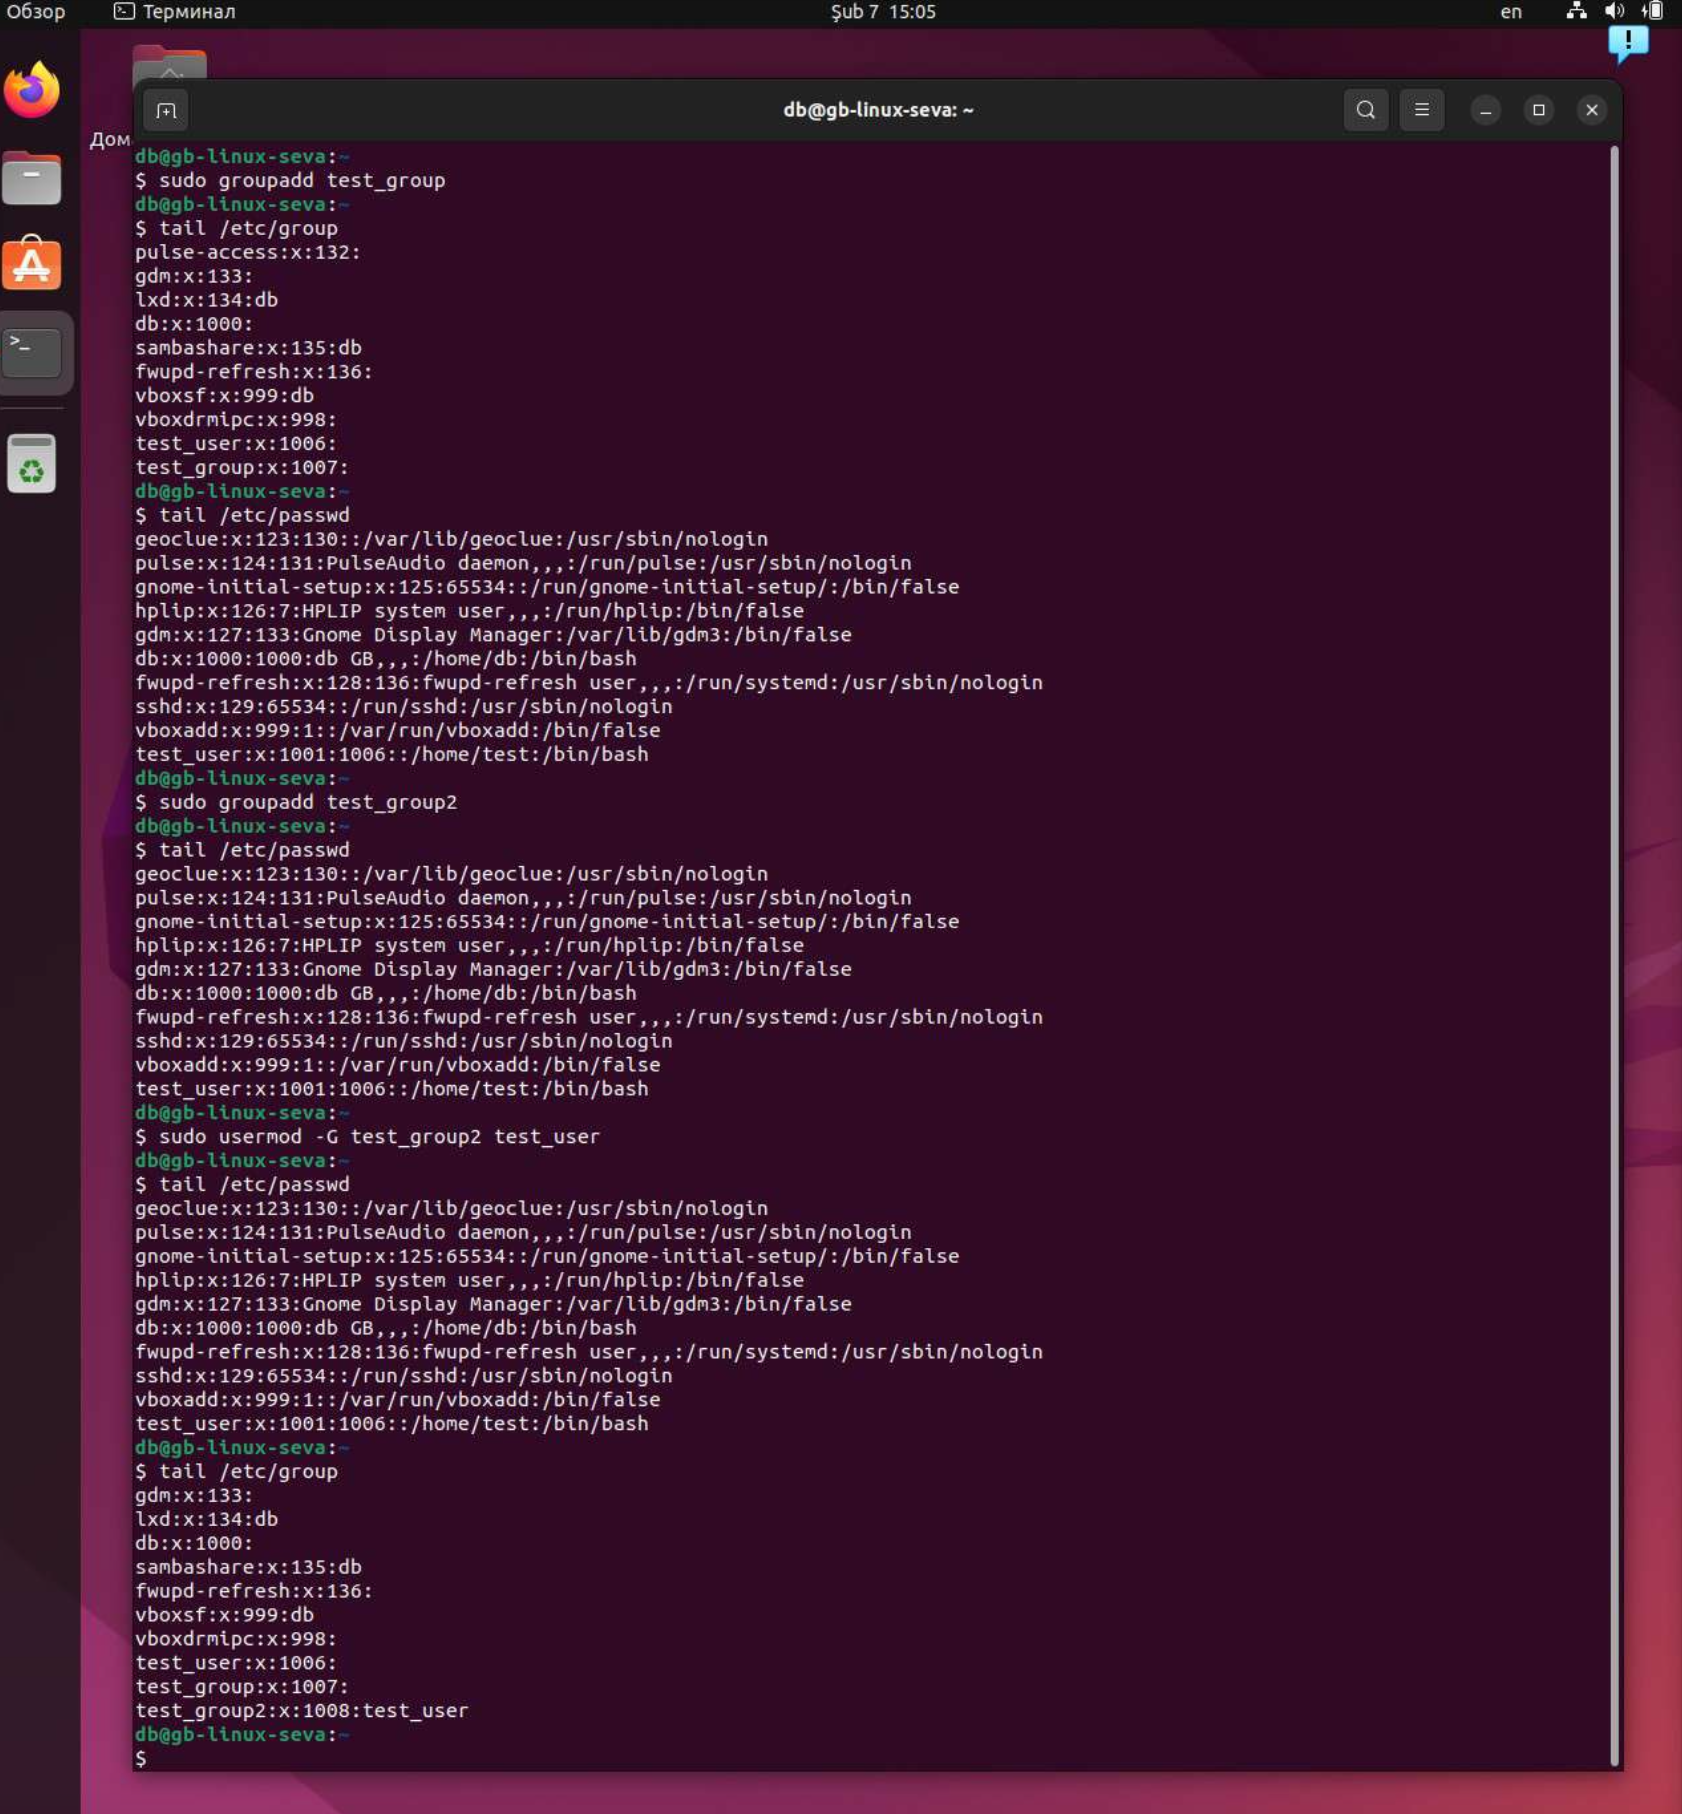 Обзор
Терминал
Şub 7 15:05
en
Дом
db@gb-linux-seva: ~
db@gb-linux-seva:~
$ sudo groupadd test_group
db@gb-linux-seva:~
$ tail /etc/group
pulse-access:x:132:
gdm:x:133:
lxd:x:134:db
db:x:1000:
sambashare:x:135:db
fwupd-refresh:x:136:
vboxsf:x:999:db
vboxdrmipc:x:998:
test_user:x:1006:
test_group:x:1007:
db@gb-linux-seva:~
$ tail /etc/passwd
geoclue:x:123:130::/var/lib/geoclue:/usr/sbin/nologin
pulse:x:124:131:PulseAudio daemon,,,:/run/pulse:/usr/sbin/nologin
gnome-initial-setup:x:125:65534::/run/gnome-initial-setup/:/bin/false
hplip:x:126:7:HPLIP system user,,,:/run/hplip:/bin/false
gdm:x:127:133:Gnome Display Manager:/var/lib/gdm3:/bin/false
db:x:1000:1000:db GB,,,:/home/db:/bin/bash
fwupd-refresh:x:128:136:fwupd-refresh user,,,:/run/systemd:/usr/sbin/nologin
sshd:x:129:65534::/run/sshd:/usr/sbin/nologin
vboxadd:x:999:1::/var/run/vboxadd:/bin/false
test_user:x:1001:1006::/home/test:/bin/bash
db@gb-linux-seva:~
$ sudo groupadd test_group2
db@gb-linux-seva:~
$ tail /etc/passwd
geoclue:x:123:130::/var/lib/geoclue:/usr/sbin/nologin
pulse:x:124:131:PulseAudio daemon,,,:/run/pulse:/usr/sbin/nologin
gnome-initial-setup:x:125:65534::/run/gnome-initial-setup/:/bin/false
hplip:x:126:7:HPLIP system user,,,:/run/hplip:/bin/false
gdm:x:127:133:Gnome Display Manager:/var/lib/gdm3:/bin/false
db:x:1000:1000:db GB,,,:/home/db:/bin/bash
fwupd-refresh:x:128:136:fwupd-refresh user,,,:/run/systemd:/usr/sbin/nologin
sshd:x:129:65534::/run/sshd:/usr/sbin/nologin
vboxadd:x:999:1::/var/run/vboxadd:/bin/false
test_user:x:1001:1006::/home/test:/bin/bash
db@gb-linux-seva:~
$ sudo usermod -G test_group2 test_user
db@gb-linux-seva:~
$ tail /etc/passwd
geoclue:x:123:130::/var/lib/geoclue:/usr/sbin/nologin
pulse:x:124:131:PulseAudio daemon,,,:/run/pulse:/usr/sbin/nologin
gnome-initial-setup:x:125:65534::/run/gnome-initial-setup/:/bin/false
hplip:x:126:7:HPLIP system user,,,:/run/hplip:/bin/false
gdm:x:127:133:Gnome Display Manager:/var/lib/gdm3:/bin/false
db:x:1000:1000:db GB,,,:/home/db:/bin/bash
fwupd-refresh:x:128:136:fwupd-refresh user,,,:/run/systemd:/usr/sbin/nologin
sshd:x:129:65534::/run/sshd:/usr/sbin/nologin
vboxadd:x:999:1::/var/run/vboxadd:/bin/false
test_user:x:1001:1006::/home/test:/bin/bash
db@gb-linux-seva:~
$ tail /etc/group
gdm:x:133:
lxd:x:134:db
db:x:1000:
sambashare:x:135:db
fwupd-refresh:x:136:
vboxsf:x:999:db
vboxdrmipc:x:998:
test_user:x:1006:
test_group:x:1007:
test_group2:x:1008:test_user
db@gb-linux-seva:~
$